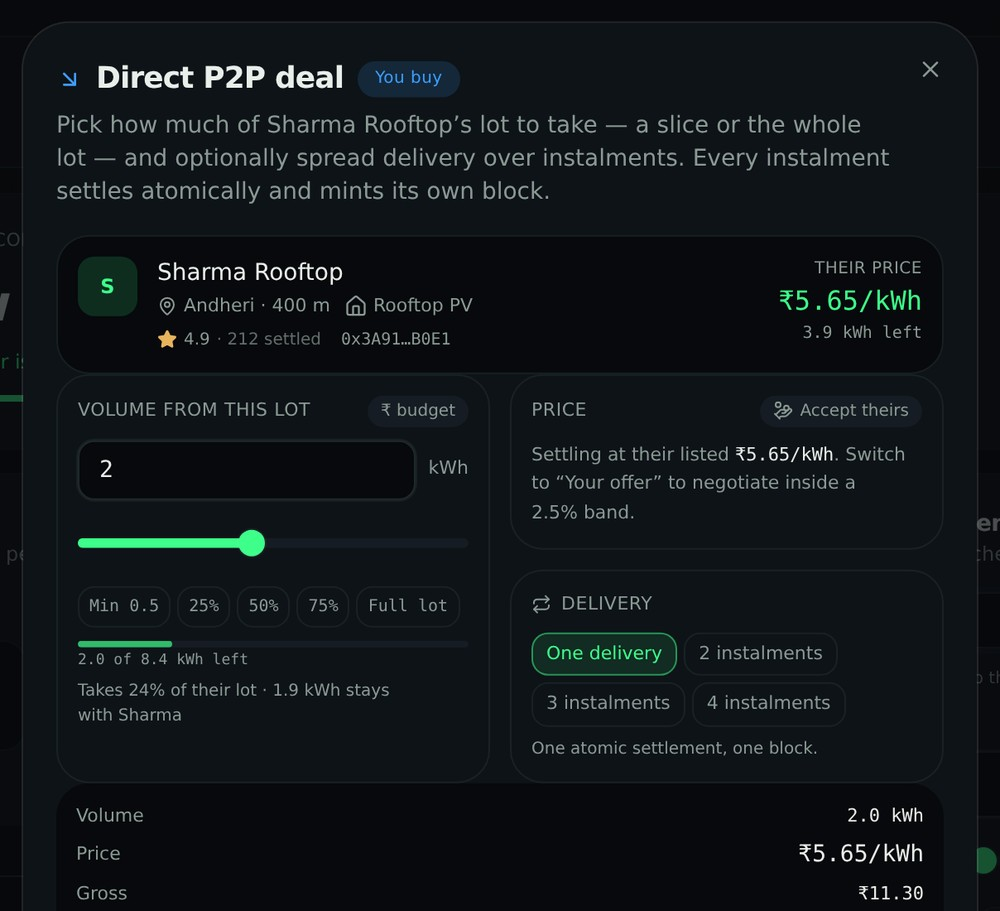 Direct P2P deal
You buy
Pick how much of Sharma Rooftop’s lot to take — a slice or the whole
lot — and optionally spread delivery over instalments. Every instalment
settles atomically and mints its own block.
S
Sharma Rooftop
Andheri · 400 m
Rooftop PV
4.9 · 212 settled
0x3A91…B0E1
THEIR PRICE
₹5.65/kWh
3.9 kWh left
VOLUME FROM THIS LOT
₹ budget
2
kWh
Min 0.5
25%
50%
75%
Full lot
2.0 of 8.4 kWh left
Takes 24% of their lot · 1.9 kWh stays
with Sharma
PRICE
Accept theirs
Settling at their listed ₹5.65/kWh. Switch
to “Your offer” to negotiate inside a
2.5% band.
DELIVERY
One delivery
2 instalments
3 instalments
4 instalments
One atomic settlement, one block.
Volume
2.0 kWh
Price
₹5.65/kWh
Gross
₹11.30